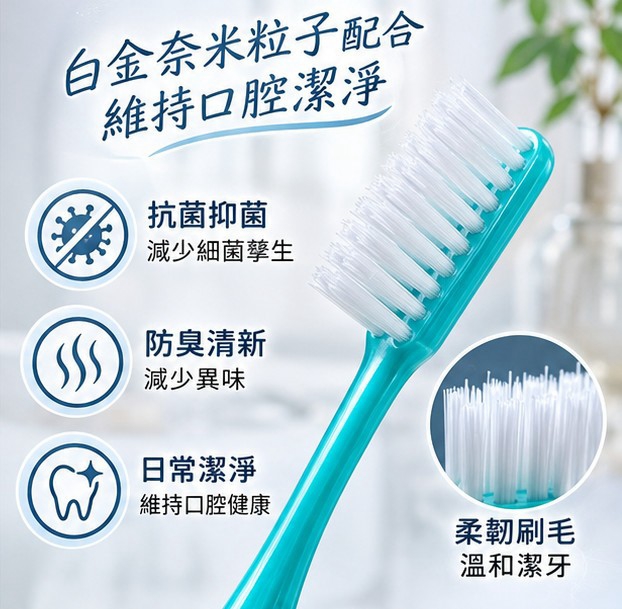 白金奈米粒子配合
維持口腔潔淨
抗菌抑菌
減少細菌孳生
防臭清新
減少異味
日常潔淨
維持口腔健康
柔韌刷毛
溫和潔牙